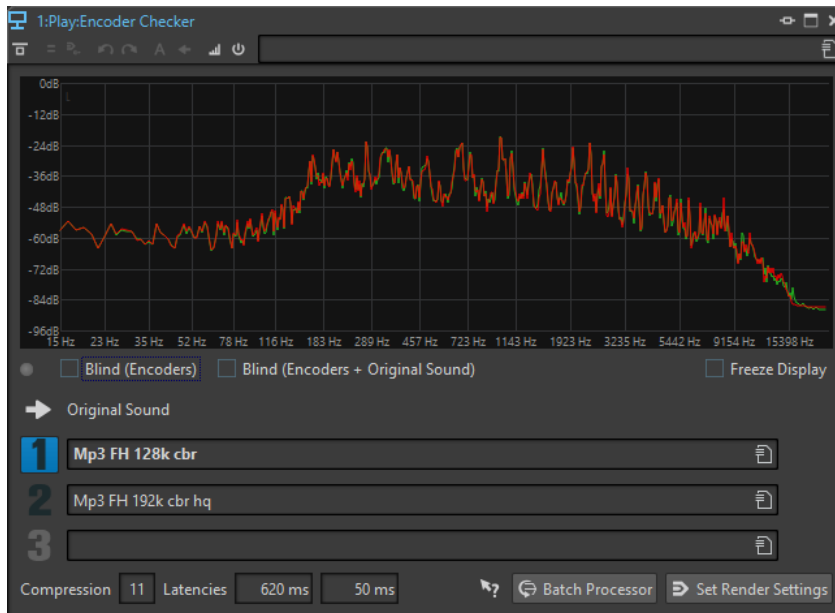 1:Play:Encoder Checker
A
0dB
-12dB
-24dB
-36dB
-48dB
-60dB
-72dB
-84dB
-96dB
15 Hz 23 Hz 35 Hz 52 Hz 78 Hz 116 Hz 183 Hz 289 Hz 457 Hz 723 Hz 1143 Hz 1923 Hz 3235 Hz 5442 Hz 9154 Hz 15398 Hz
Blind (Encoders) Blind (Encoders + Original Sound) Freeze Display
Original Sound
1 Mp3 FH 128k cbr
2 Mp3 FH 192k cbr hq
3
Compression 11 Latencies 620 ms 50 ms ? Batch Processor Set Render Settings